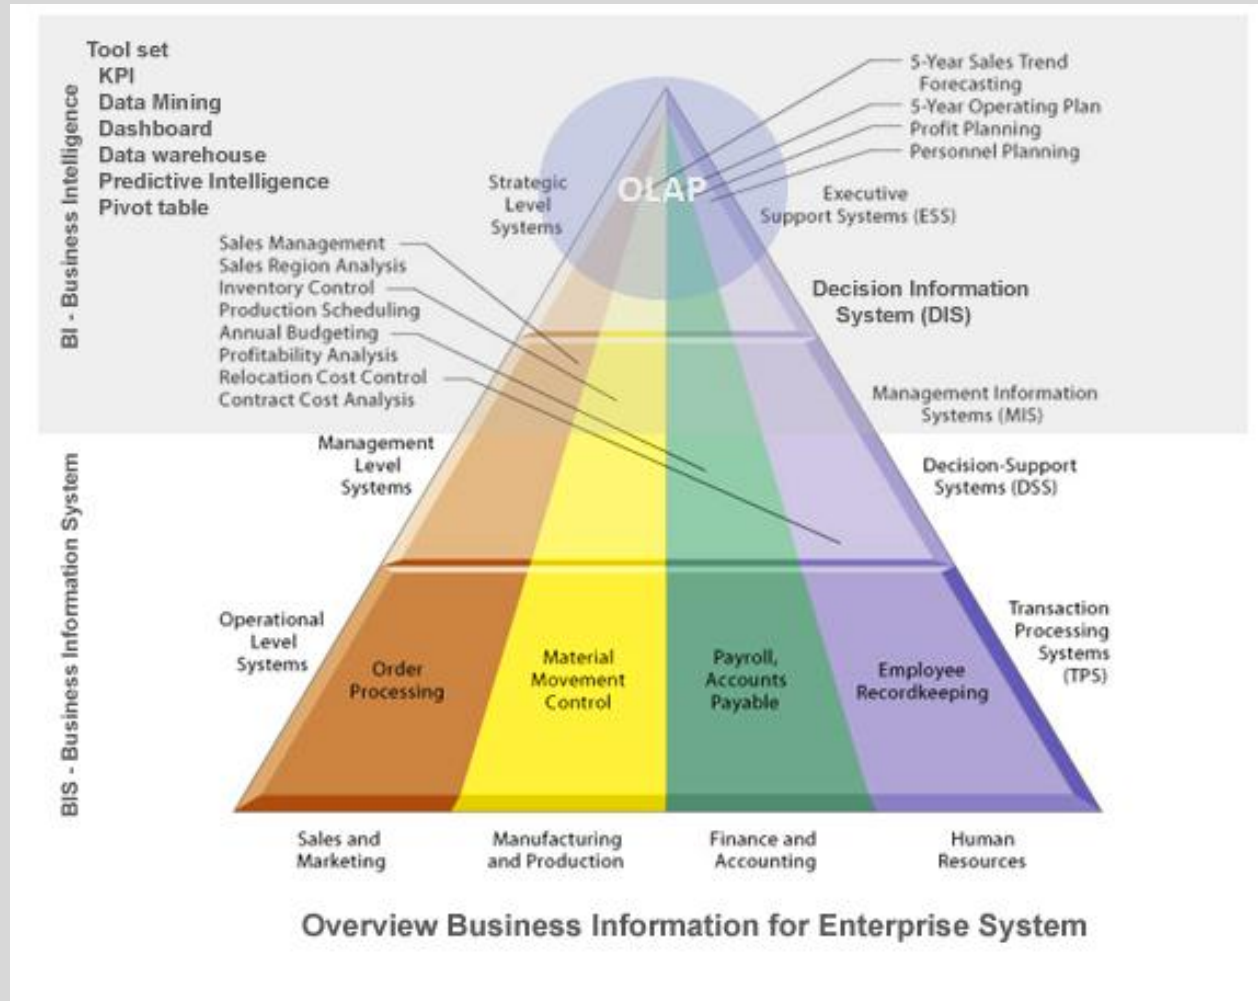 Tool set
KPI
Data Mining
Dashboard
Data warehouse
Predictive Intelligence
Pivot table
BI - Business Intelligence
5-Year Sales Trend
Forecasting
5-Year Operating Plan
Profit Planning
Personnel Planning
Strategic
Level
Systems
OLAP
Executive
Support Systems (ESS)
Sales Management
Sales Region Analysis
Inventory Control
Production Scheduling
Annual Budgeting
Profitability Analysis
Relocation Cost Control
Contract Cost Analysis
Decision Information
System (DIS)
Management Information
Systems (MIS)
Management
Level
Systems
Decision-Support
Systems (DSS)
BIS - Business Information System
Operational
Level
Systems
Order
Processing
Material
Movement
Control
Payroll,
Accounts
Payable
Employee
Recordkeeping
Transaction
Processing
Systems
(TPS)
Sales and
Marketing
Manufacturing
and Production
Finance and
Accounting
Human
Resources
Overview Business Information for Enterprise System